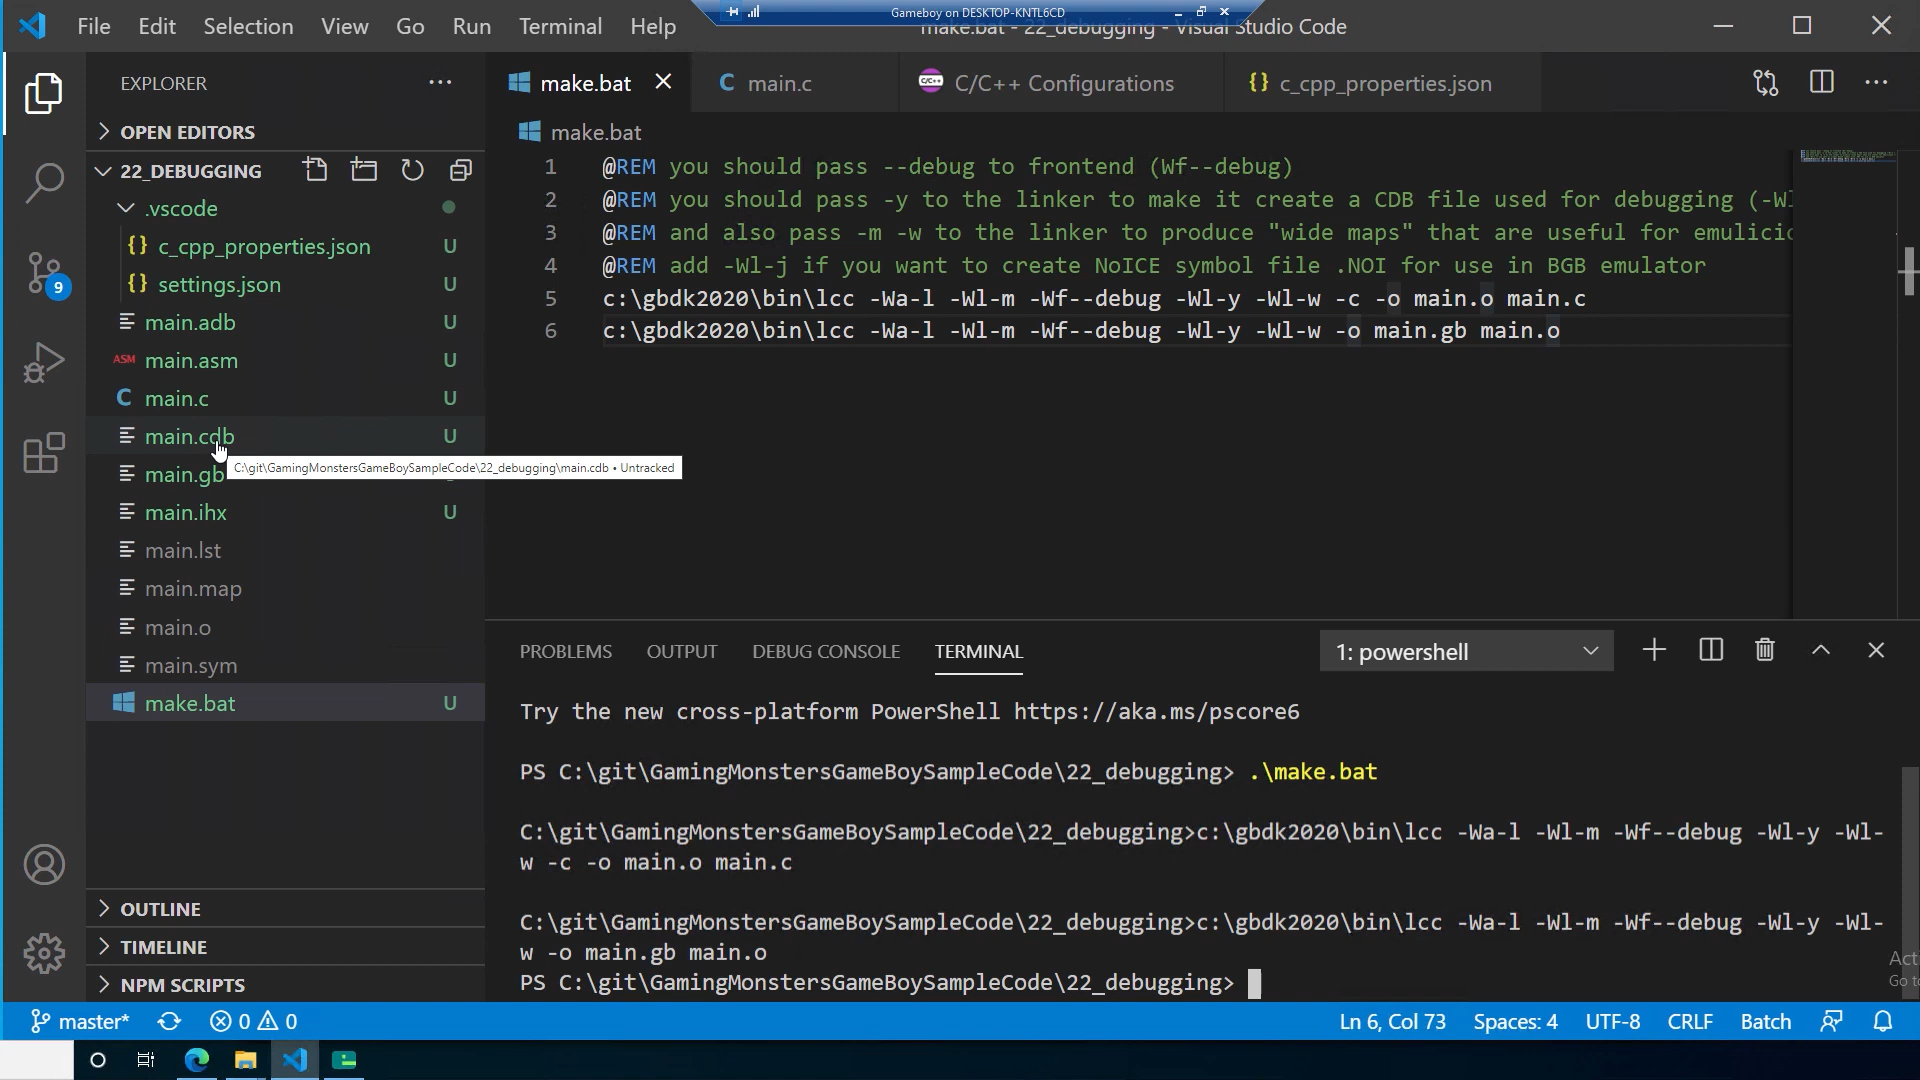 Gameboy on DESKTOP-KNTL6CD
File Edit Selection View Go Run Terminal Help
make.bat - 22_debugging - Visual Studio Code
EXPLORER
OPEN EDITORS
22_DEBUGGING
.vscode
{} c_cpp_properties.json U
{} settings.json U
main.adb U
ASM main.asm U
C main.c U
main.cdb U
C:\git\GamingMonstersGameBoySampleCode\22_debugging\main.cdb • Untracked
main.gb
main.ihx U
main.lst
main.map
main.o
main.sym
make.bat U
OUTLINE
TIMELINE
NPM SCRIPTS
9
make.bat
C main.c
C/C++ C/C++ Configurations
{} c_cpp_properties.json
make.bat
1 @REM you should pass --debug to frontend (Wf--debug)
2 @REM you should pass -y to the linker to make it create a CDB file used for debugging (-Wl
3 @REM and also pass -m -w to the linker to produce "wide maps" that are useful for emulici
4 @REM add -Wl-j if you want to create NoICE symbol file .NOI for use in BGB emulator
5 c:\gbdk2020\bin\lcc -Wa-l -Wl-m -Wf--debug -Wl-y -Wl-w -c -o main.o main.c
6 c:\gbdk2020\bin\lcc -Wa-l -Wl-m -Wf--debug -Wl-y -Wl-w -o main.gb main.o
PROBLEMS OUTPUT DEBUG CONSOLE TERMINAL
1: powershell
Try the new cross-platform PowerShell https://aka.ms/pscore6
PS C:\git\GamingMonstersGameBoySampleCode\22_debugging> .\make.bat
C:\git\GamingMonstersGameBoySampleCode\22_debugging>c:\gbdk2020\bin\lcc -Wa-l -Wl-m -Wf--debug -Wl-y -Wl-
w -c -o main.o main.c
C:\git\GamingMonstersGameBoySampleCode\22_debugging>c:\gbdk2020\bin\lcc -Wa-l -Wl-m -Wf--debug -Wl-y -Wl-
w -o main.gb main.o
PS C:\git\GamingMonstersGameBoySampleCode\22_debugging>
Acti
Go to
master* 0 0
Ln 6, Col 73 Spaces: 4 UTF-8 CRLF Batch